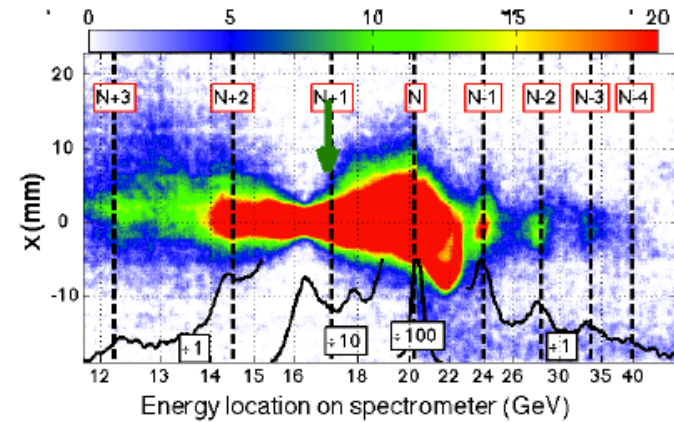 0 5 10 15 20
20
10
0
-10
x (mm)
N+3 N+2 N+1 N N-1 N-2 N-3 N-4
÷1 ÷10 ÷100 ÷1
12 13 14 15 16 18 20 22 24 26 30 35 40
Energy location on spectrometer (GeV)